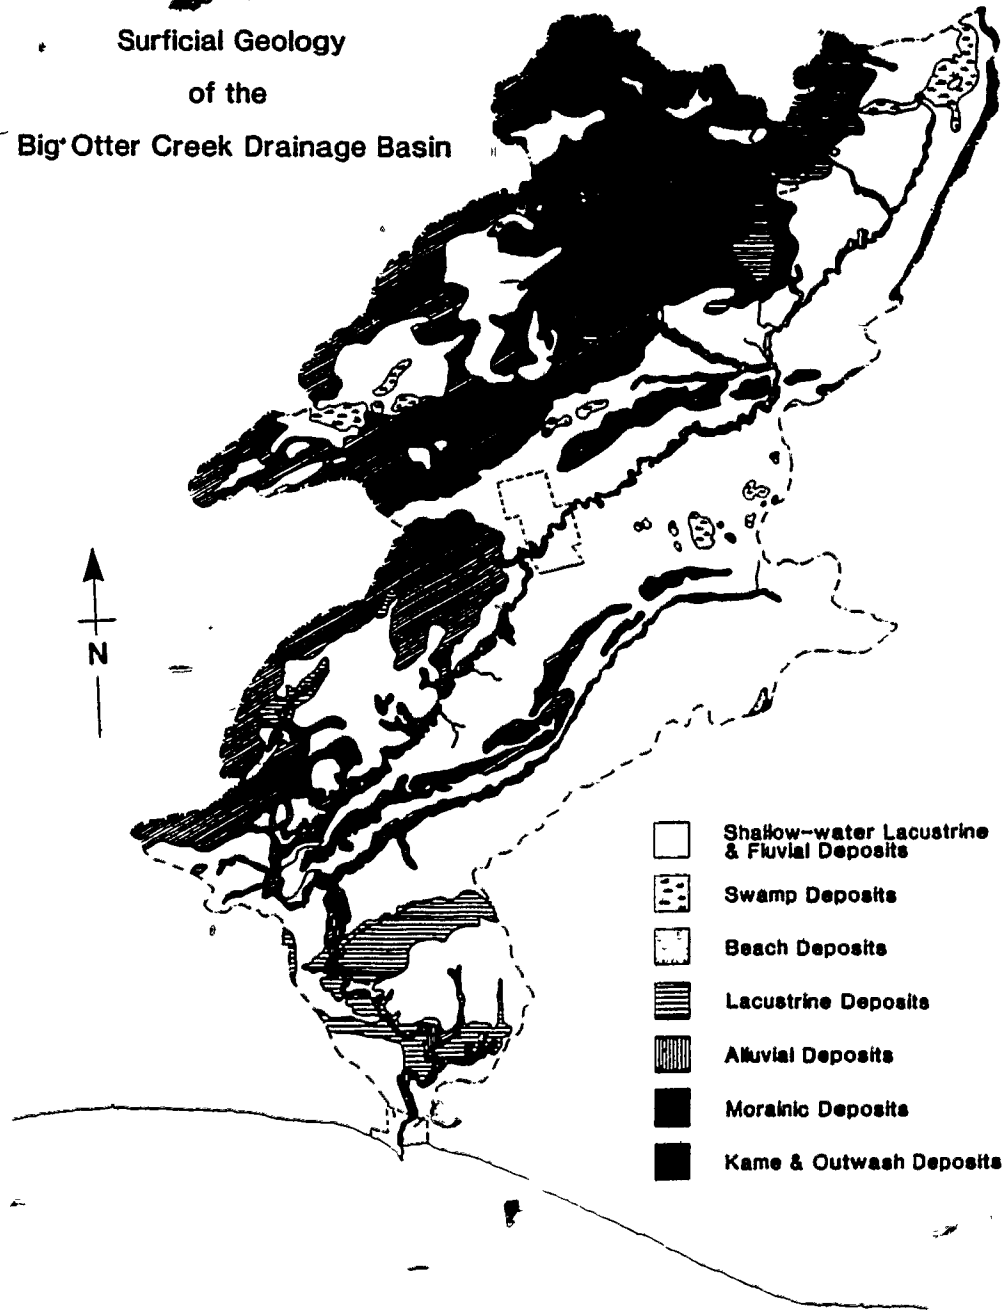 Surficial Geology
of the
Big Otter Creek Drainage Basin
N
Shallow-water Lacustrine
& Fluvial Deposits
Swamp Deposits
Beach Deposits
Lacustrine Deposits
Alluvial Deposits
Morainic Deposits
Kame & Outwash Deposits